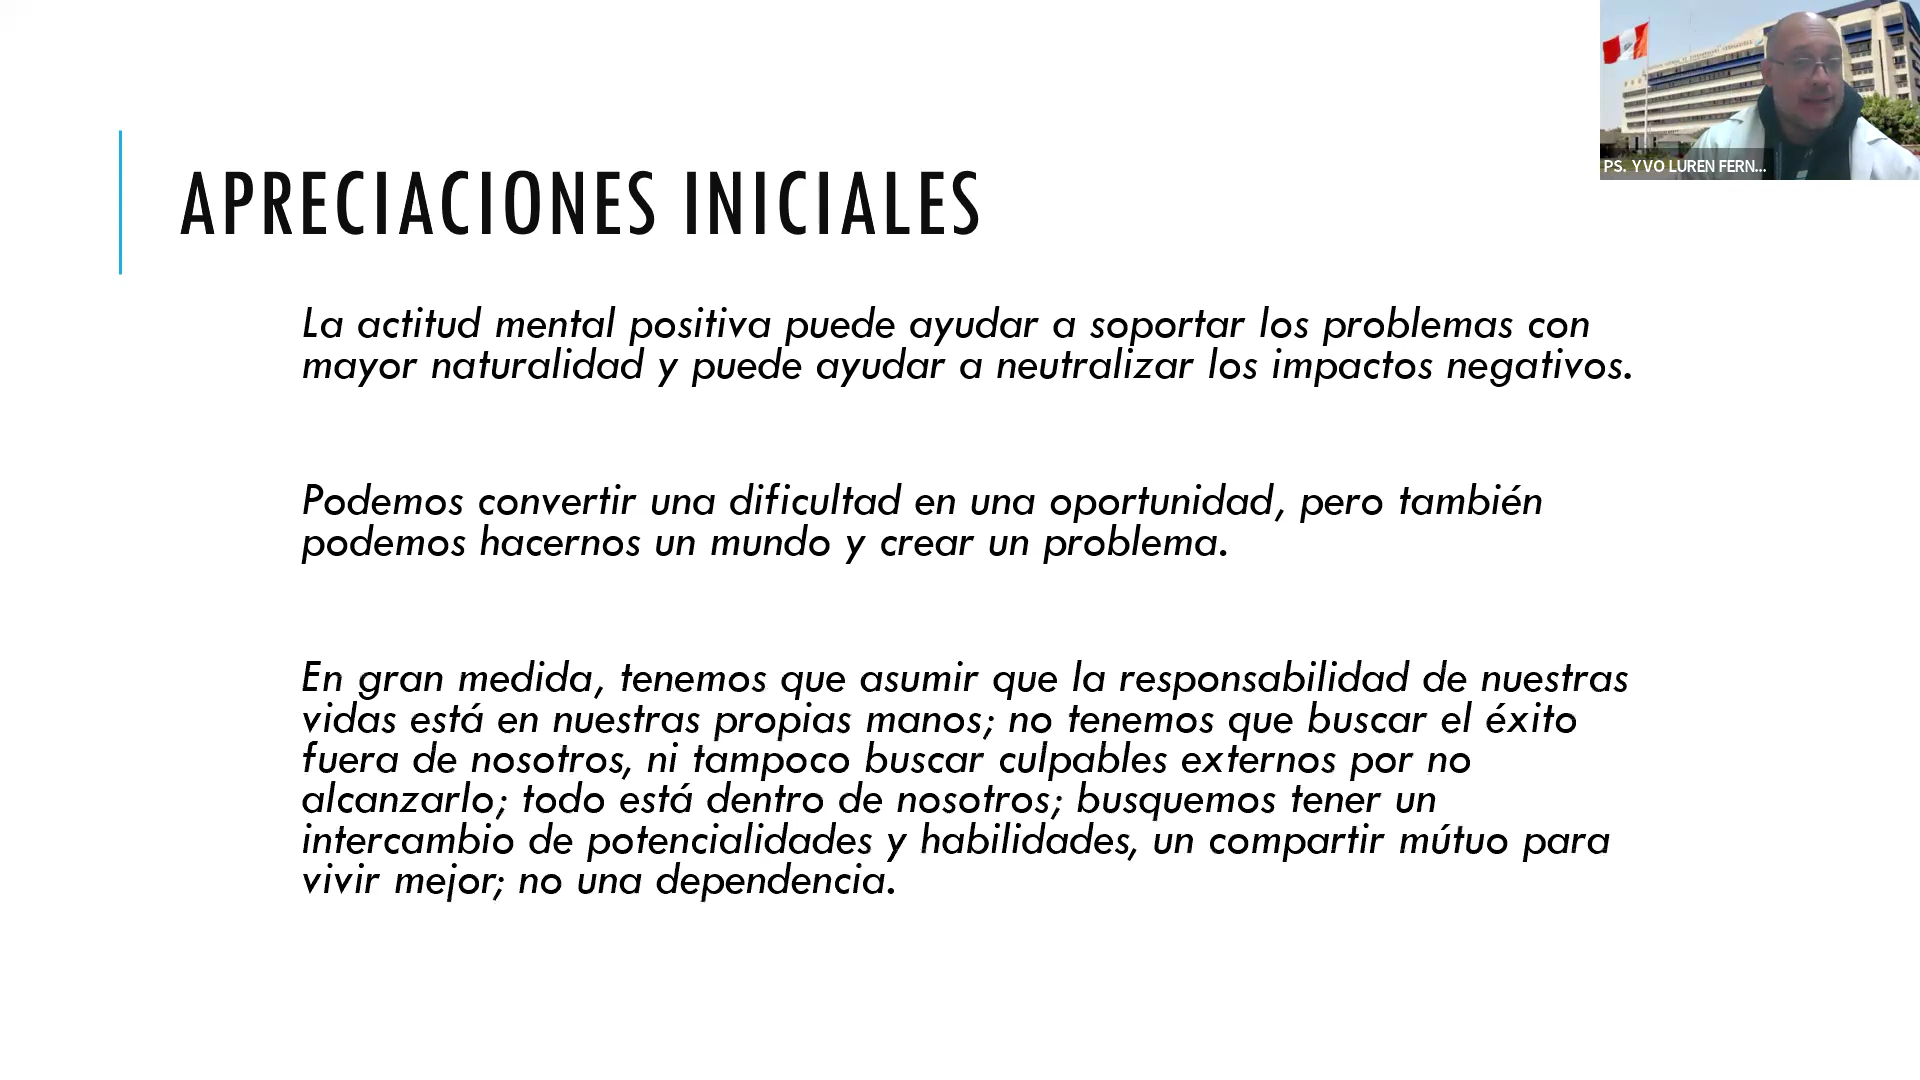 APRECIACIONES INICIALES
La actitud mental positiva puede ayudar a soportar los problemas con
mayor naturalidad y puede ayudar a neutralizar los impactos negativos.
Podemos convertir una dificultad en una oportunidad, pero también
podemos hacernos un mundo y crear un problema.
En gran medida, tenemos que asumir que la responsabilidad de nuestras
vidas está en nuestras propias manos; no tenemos que buscar el éxito
fuera de nosotros, ni tampoco buscar culpables externos por no
alcanzarlo; todo está dentro de nosotros; busquemos tener un
intercambio de potencialidades y habilidades, un compartir mútuo para
vivir mejor; no una dependencia.
PS. YVO LUREN FERN...